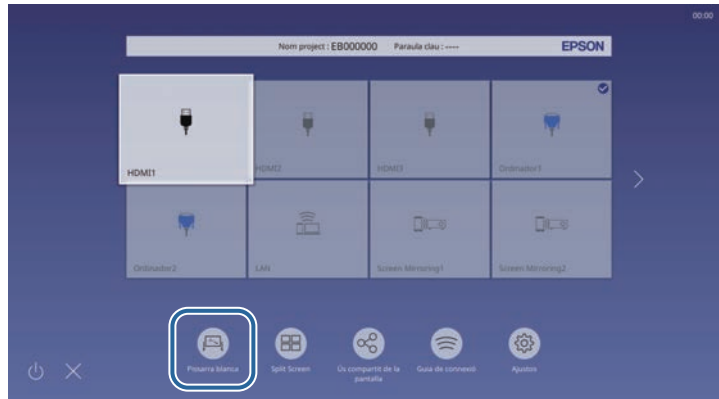 00:00
Nom project : EB000000 Paraula clau : ---- EPSON
HDMI1 HDMI2 HDMI3 Ordinador1
Ordinador2 LAN Screen Mirroring1 Screen Mirroring2
Pissarra blanca Split Screen Ús compartit de la pantalla Guia de connexió Ajustos